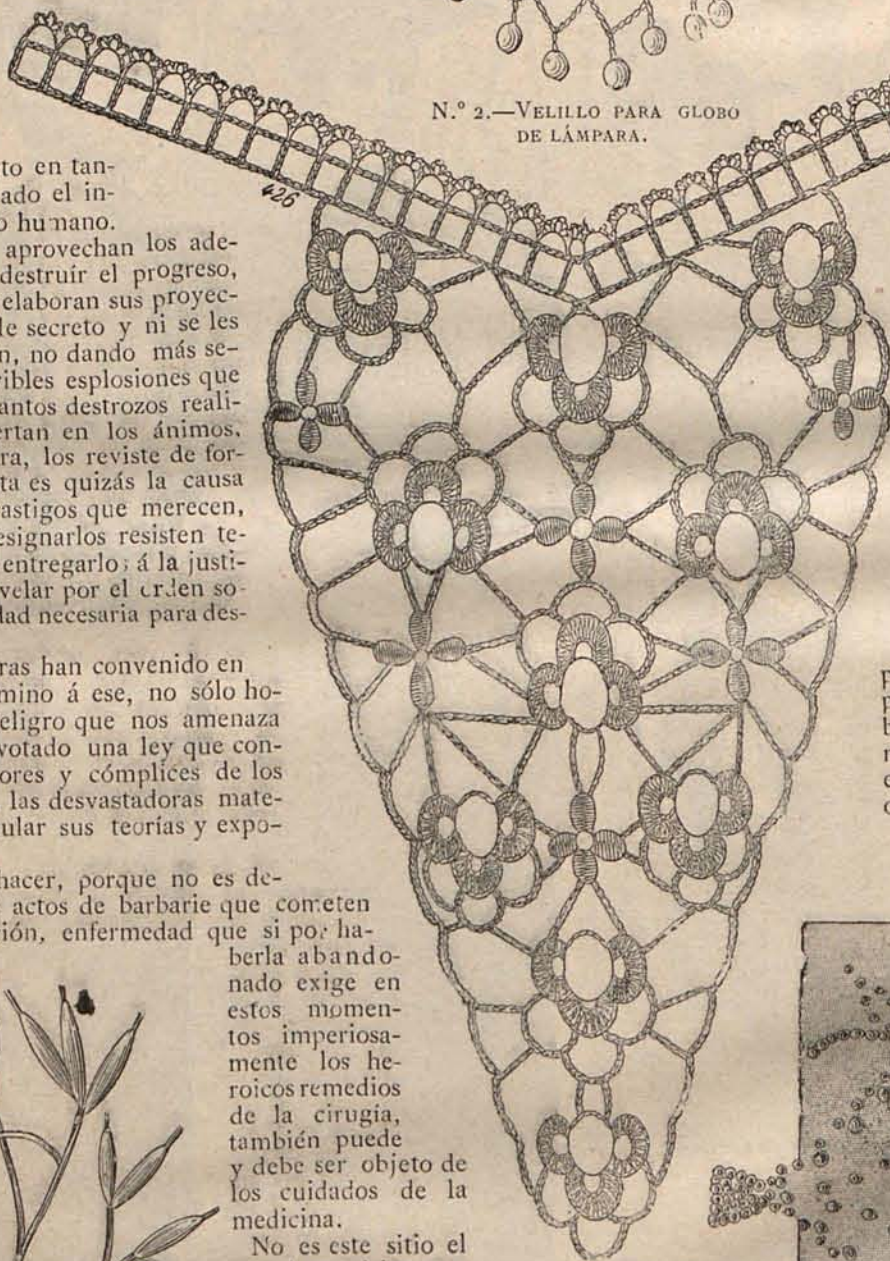 N.º 2.—VELILLO PARA GLOBO
DE LÁMPARA.
426
to en tan-
ado el in-
o humano.
aprovechan los ade-
destruír el progreso,
elaboran sus proyec-
le secreto y ni se les
n, no dando más se-
ribles esplosiones que
antos destrozos reali-
ertan en los ánimos,
ra, los reviste de for-
ta es quizás la causa
astigos que merecen,
esignarlos resisten te-
entregarlos á la justi-
velar por el orden so-
dad necesaria para des-
ras han convenido en
mino á ese, no sólo ho-
eligro que nos amenaza
votado una ley que con-
ores y cómplices de los
las desvastadoras mate-
ular sus teorías y expo-
hacer, porque no es de-
actos de barbarie que cometen
ión, enfermedad que si por ha-
berla abando-
nado exige en
estos momen-
tos imperiosa-
mente los he-
roicos remedios
de la cirugía,
también puede
y debe ser objeto de
los cuidados de la
medicina.
No es este sitio el